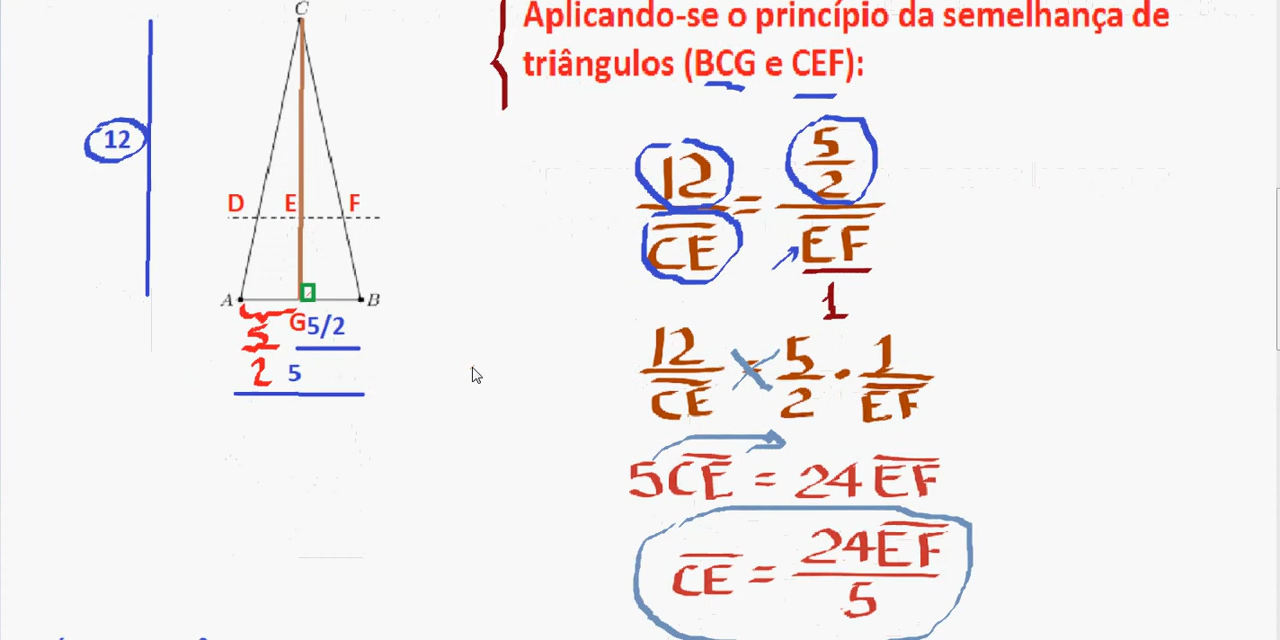 C
12
D E F
A B
G
5/2
5
2
5
Aplicando-se o princípio da semelhança de
triângulos (BCG e CEF):
12/CE = 5/2/EF
1
12/CE = 5/2 . 1/EF
5CE = 24EF
CE = 24EF/5